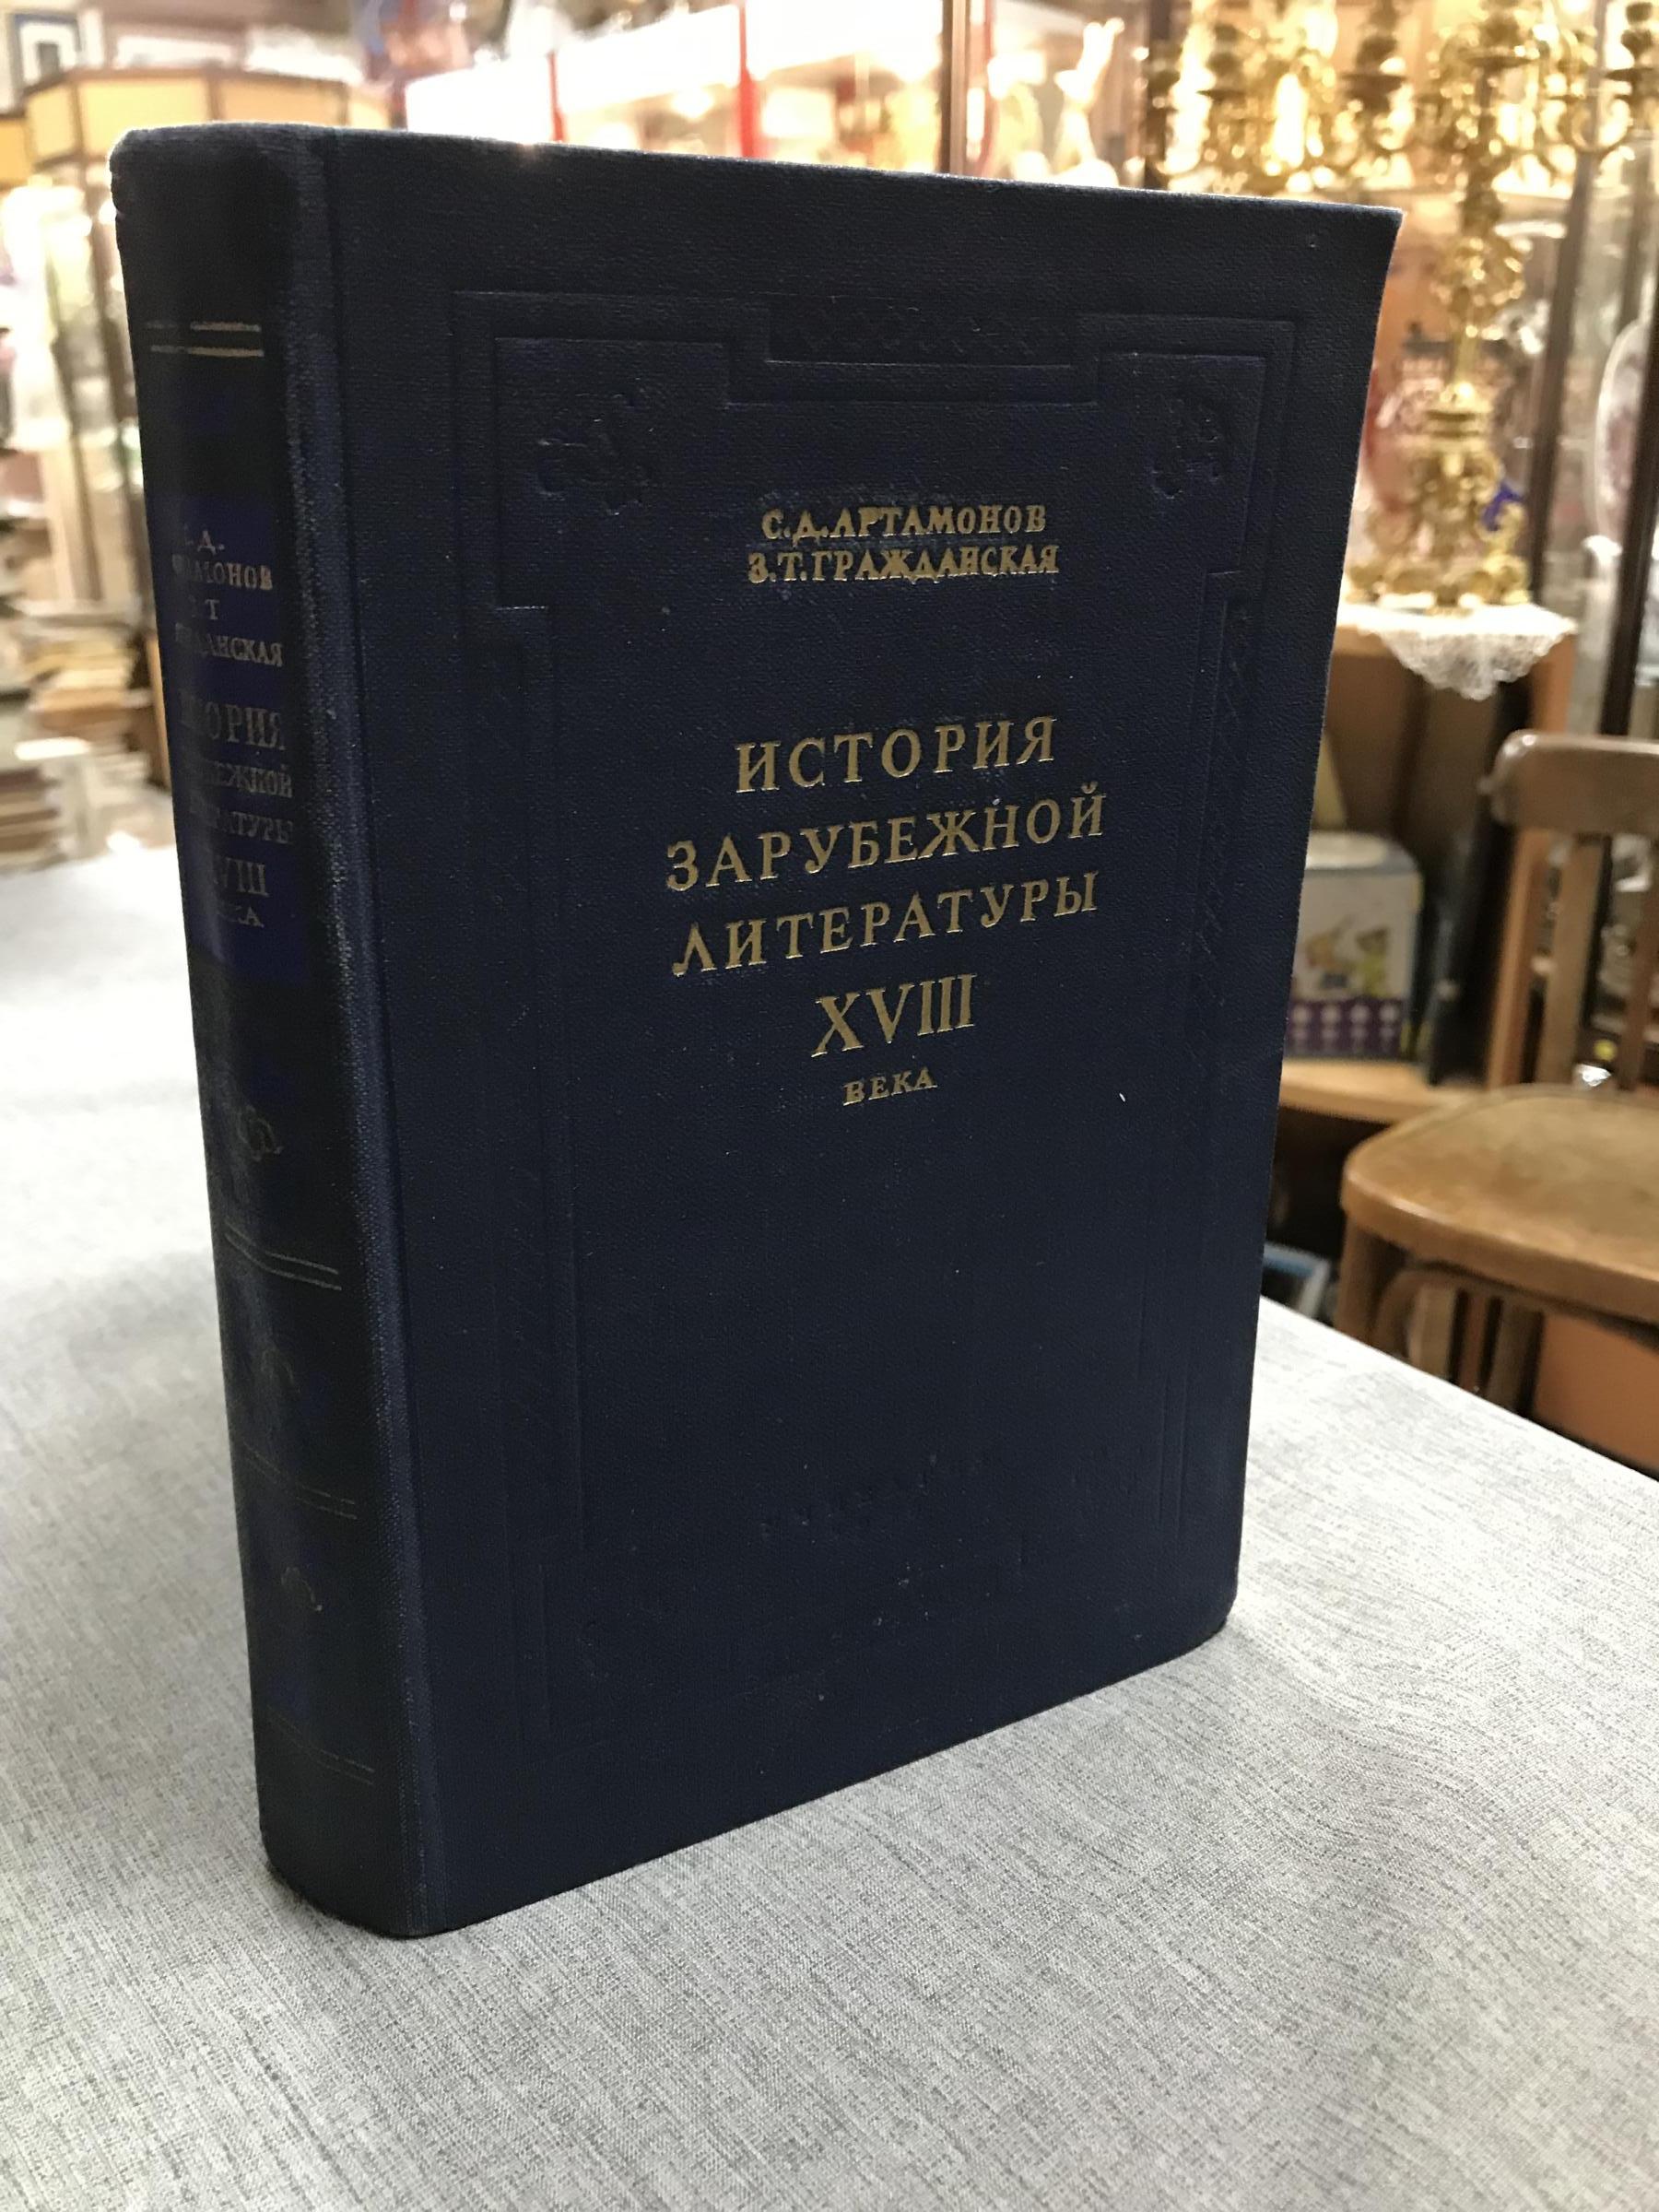 С.Д.АРТАМОНОВ
З.Т.ГРАЖДАНСКАЯ
ИСТОРИЯ
ЗАРУБЕЖНОЙ
ЛИТЕРАТУРЫ
XVIII
ВЕКА